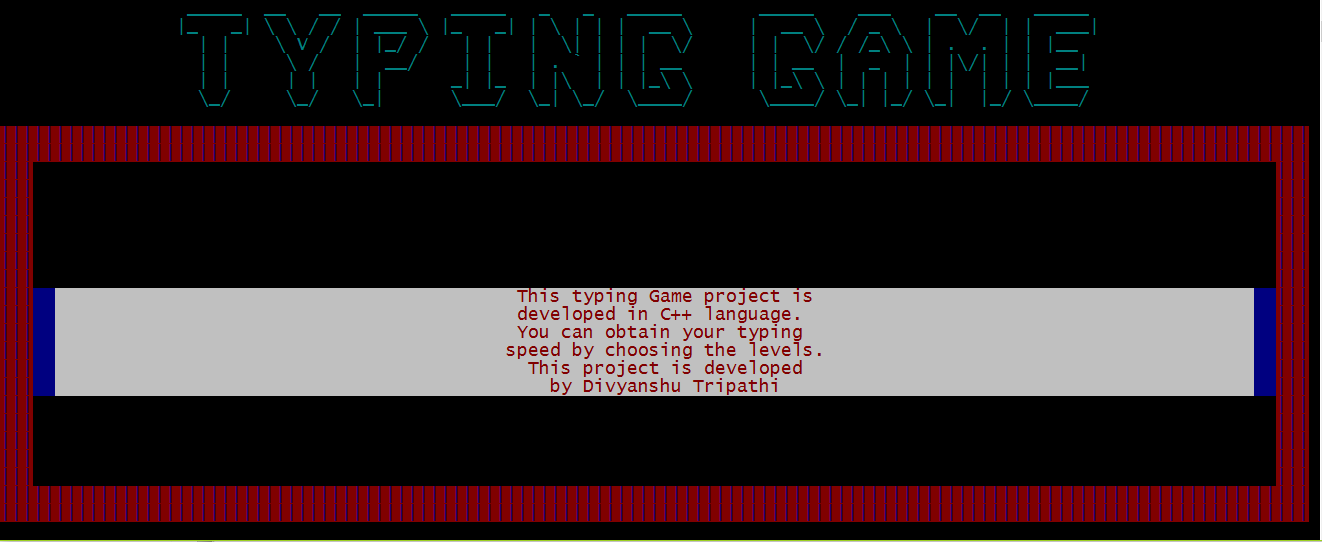 TYPING GAME
This typing Game project is
developed in C++ language.
You can obtain your typing
speed by choosing the levels.
This project is developed
by Divyanshu Tripathi